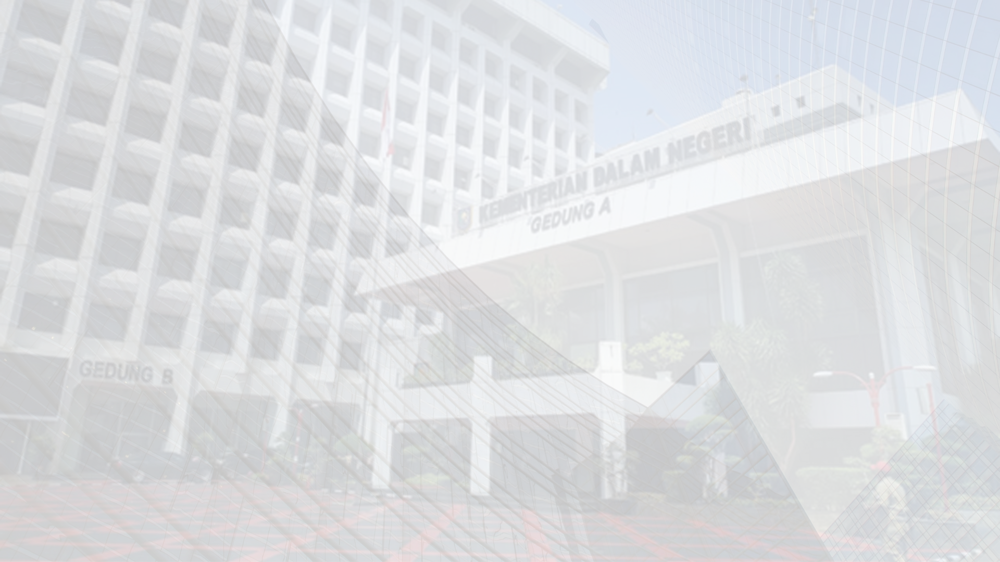 KEMENTERIAN DALAM NEGERI
GEDUNG A
GEDUNG B